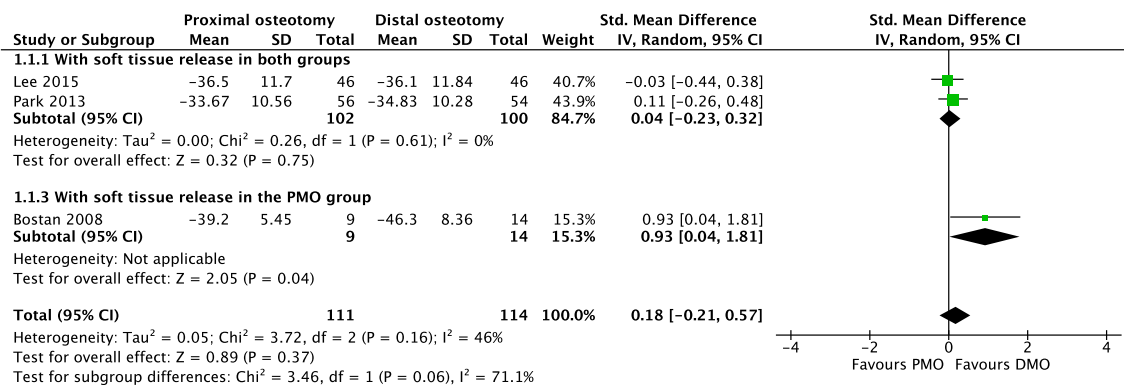 Proximal osteotomy Distal osteotomy Std. Mean Difference Std. Mean Difference
Study or Subgroup Mean SD Total Mean SD Total Weight IV, Random, 95% CI IV, Random, 95% CI
1.1.1 With soft tissue release in both groups
Lee 2015 −36.5 11.7 46 −36.1 11.84 46 40.7% −0.03 [−0.44, 0.38]
Park 2013 −33.67 10.56 56 −34.83 10.28 54 43.9% 0.11 [−0.26, 0.48]
Subtotal (95% CI) 102 100 84.7% 0.04 [−0.23, 0.32]
Heterogeneity: Tau² = 0.00; Chi² = 0.26, df = 1 (P = 0.61); I² = 0%
Test for overall effect: Z = 0.32 (P = 0.75)
1.1.3 With soft tissue release in the PMO group
Bostan 2008 −39.2 5.45 9 −46.3 8.36 14 15.3% 0.93 [0.04, 1.81]
Subtotal (95% CI) 9 14 15.3% 0.93 [0.04, 1.81]
Heterogeneity: Not applicable
Test for overall effect: Z = 2.05 (P = 0.04)
Total (95% CI) 111 114 100.0% 0.18 [−0.21, 0.57]
Heterogeneity: Tau² = 0.05; Chi² = 3.72, df = 2 (P = 0.16); I² = 46%
Test for overall effect: Z = 0.89 (P = 0.37)
Test for subgroup differences: Chi² = 3.46, df = 1 (P = 0.06), I² = 71.1%
−4 −2 0 2 4
Favours PMO Favours DMO